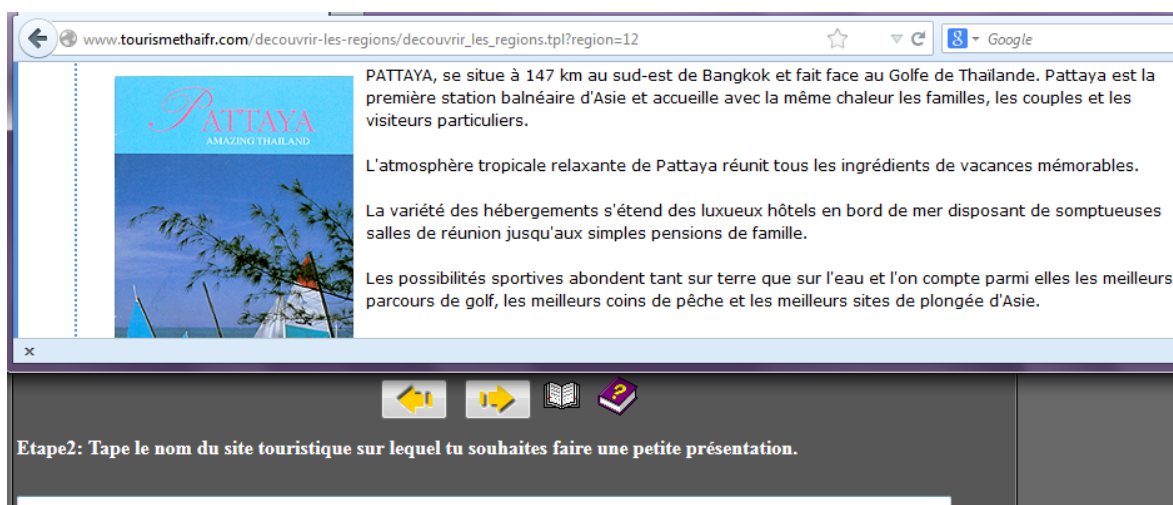 www.tourismethaifr.com/decouvrir-les-regions/decouvrir_les_regions.tpl?region=12
8 Google
PATTAYA
AMAZING THAILAND
PATTAYA, se situe à 147 km au sud-est de Bangkok et fait face au Golfe de Thaïlande. Pattaya est la
première station balnéaire d'Asie et accueille avec la même chaleur les familles, les couples et les
visiteurs particuliers.
L'atmosphère tropicale relaxante de Pattaya réunit tous les ingrédients de vacances mémorables.
La variété des hébergements s'étend des luxueux hôtels en bord de mer disposant de somptueuses
salles de réunion jusqu'aux simples pensions de famille.
Les possibilités sportives abondent tant sur terre que sur l'eau et l'on compte parmi elles les meilleurs
parcours de golf, les meilleurs coins de pêche et les meilleurs sites de plongée d'Asie.
x
?
Etape2: Tape le nom du site touristique sur lequel tu souhaites faire une petite présentation.